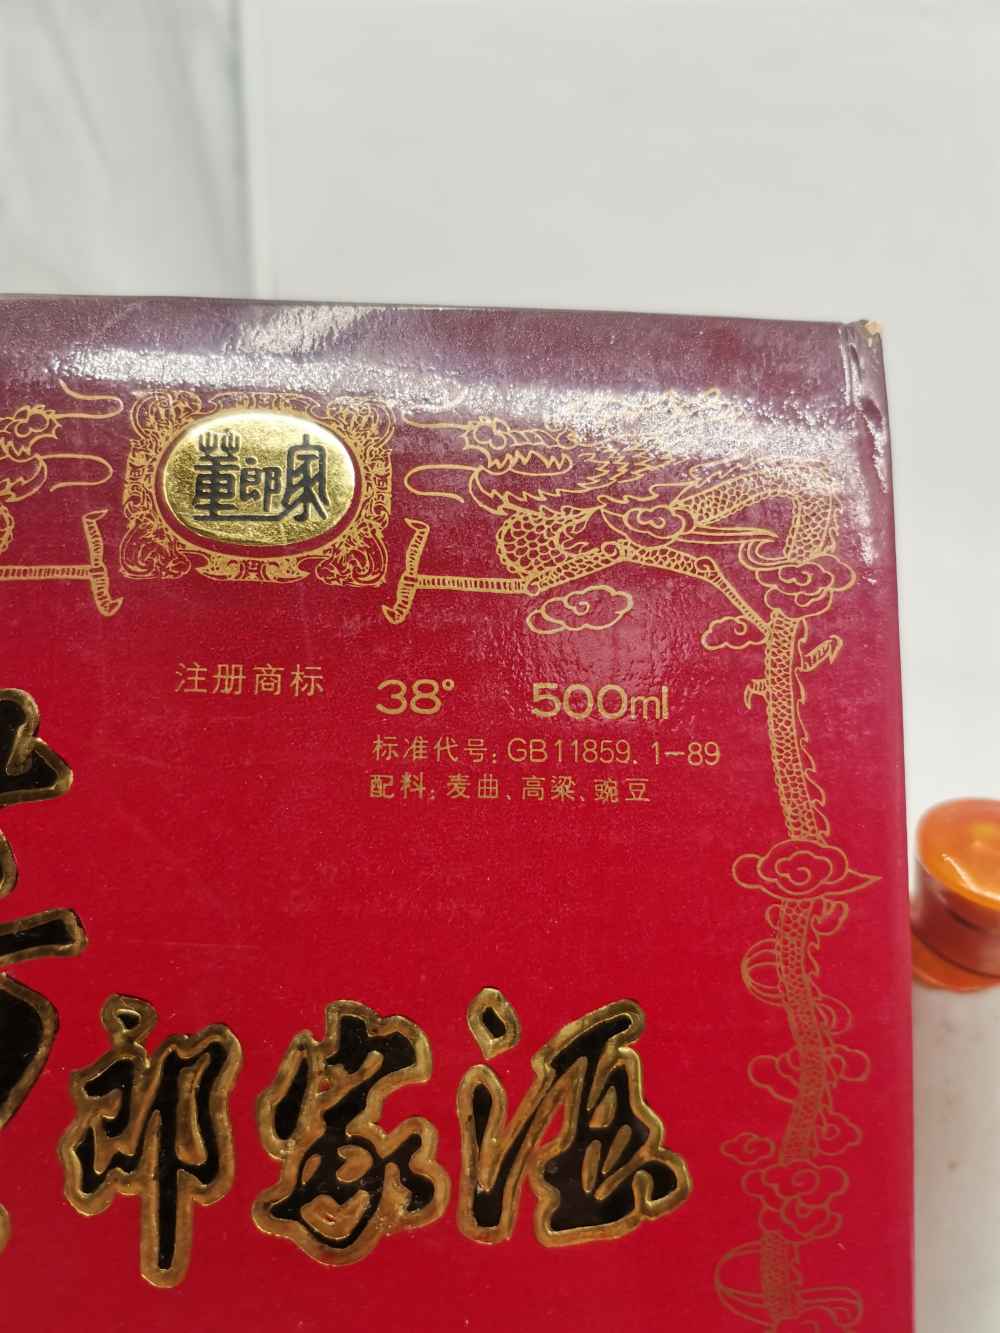 董郎家
注册商标
38° 500ml
标准代号:GB11859.1-89
配料:麦曲、高梁、豌豆
郎家酒